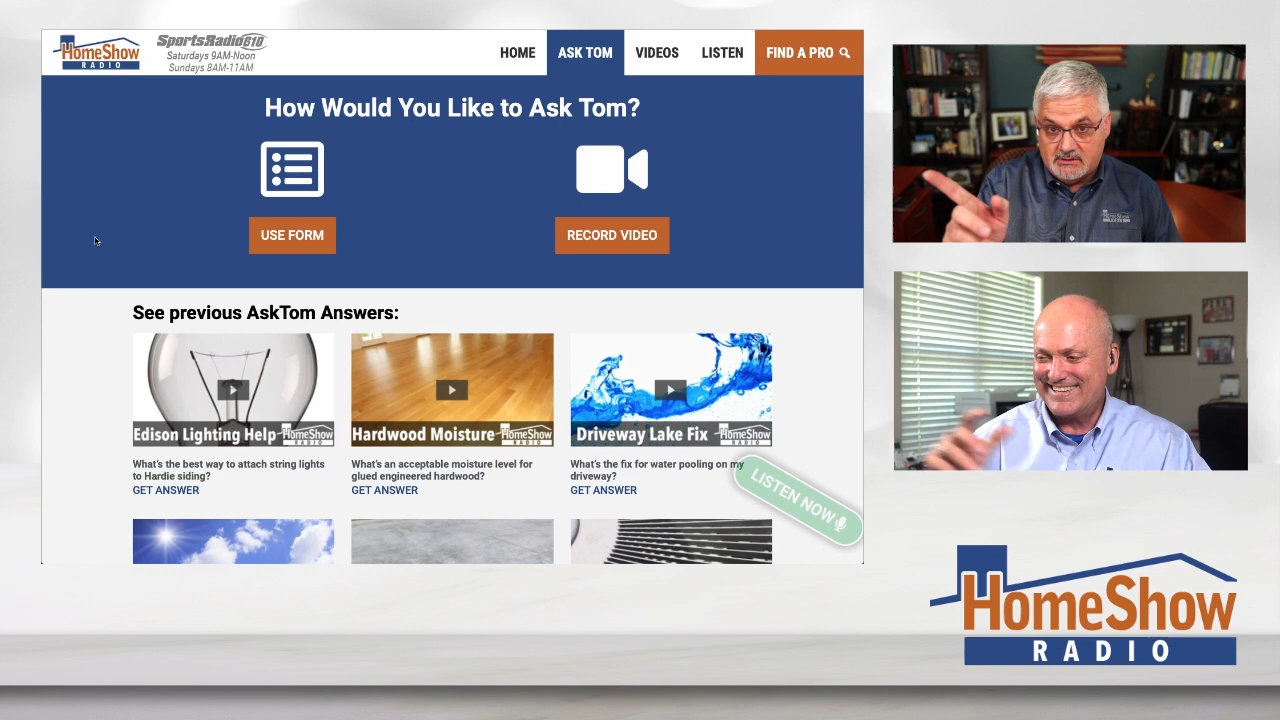 HomeShow
RADIO
SportsRadio610
Saturdays 9AM-Noon
Sundays 8AM-11AM
HOME
ASK TOM
VIDEOS
LISTEN
FIND A PRO
How Would You Like to Ask Tom?
USE FORM
RECORD VIDEO
See previous AskTom Answers:
Edison Lighting Help
HomeShow
RADIO
Hardwood Moisture
HomeShow
RADIO
Driveway Lake Fix
HomeShow
RADIO
What's the best way to attach string lights
to Hardie siding?
GET ANSWER
What's an acceptable moisture level for
glued engineered hardwood?
GET ANSWER
What's the fix for water pooling on my
driveway?
GET ANSWER
LISTEN NOW
HomeShow
HomeShow
RADIO